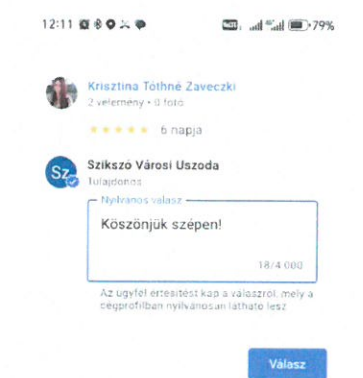 12:11
79%
Krisztina Tóthné Zaveczki
2 vélemény • 0 fotó
6 napja
Sz
Szikszó Városi Uszoda
Tulajdonos
Nyilvános válasz
Köszönjük szépen!
18/4 000
Az ügyfél értesítést kap a válaszról, mely a
cégprofilban nyilvánosan látható lesz
Válasz